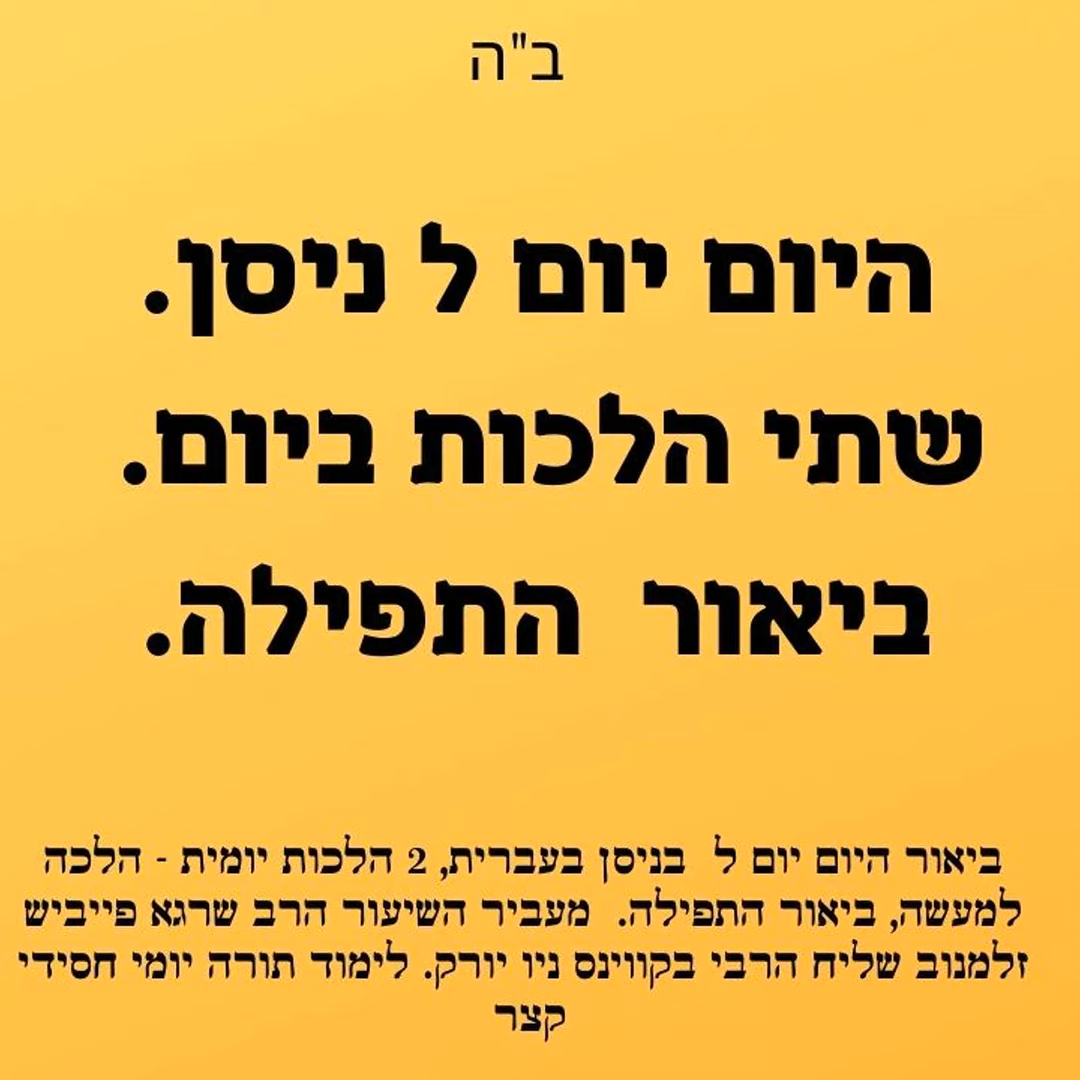 ב"ה
היום יום ל ניסן.
שתי הלכות ביום.
ביאור התפילה.
ביאור היום יום ל בניסן בעברית, 2 הלכות יומית - הלכה
למעשה, ביאור התפילה. מעביר השיעור הרב שרגא פייביש
זלמנוב שליח הרבי בקווינס ניו יורק. לימוד תורה יומי חסידי
קצר